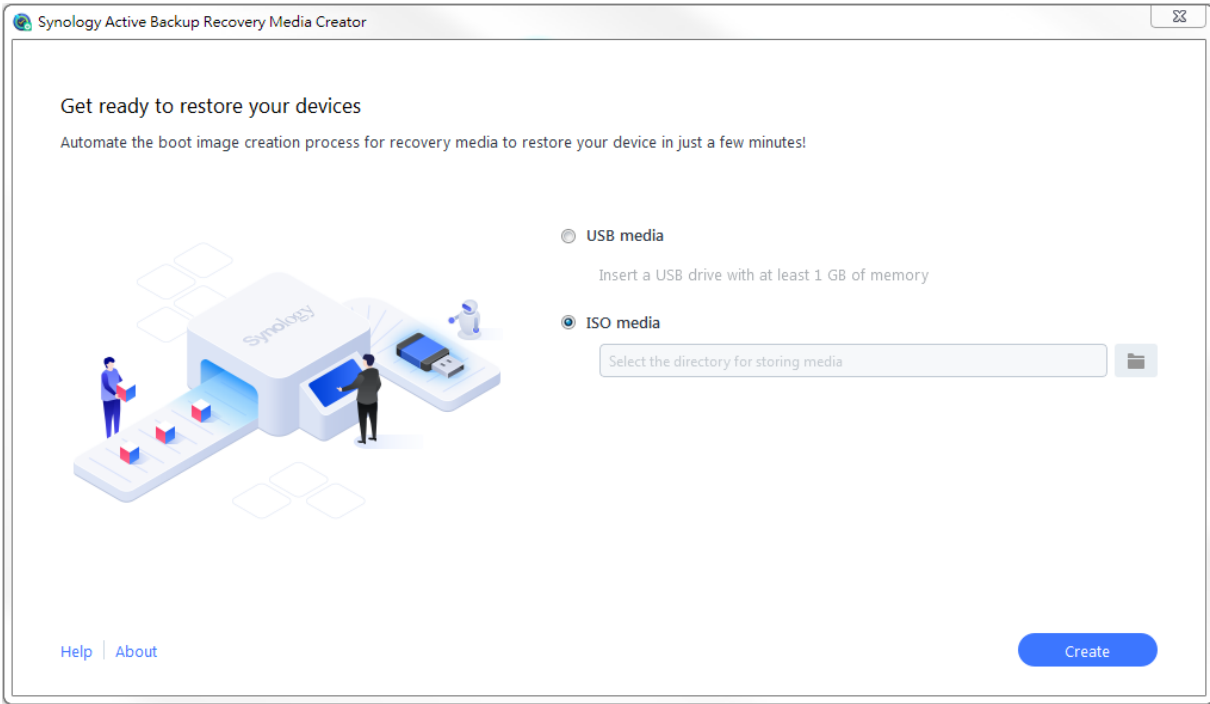 Synology Active Backup Recovery Media Creator
Get ready to restore your devices
Automate the boot image creation process for recovery media to restore your device in just a few minutes!
USB media
Insert a USB drive with at least 1 GB of memory
Synology
ISO media
Select the directory for storing media
Help
About
Create